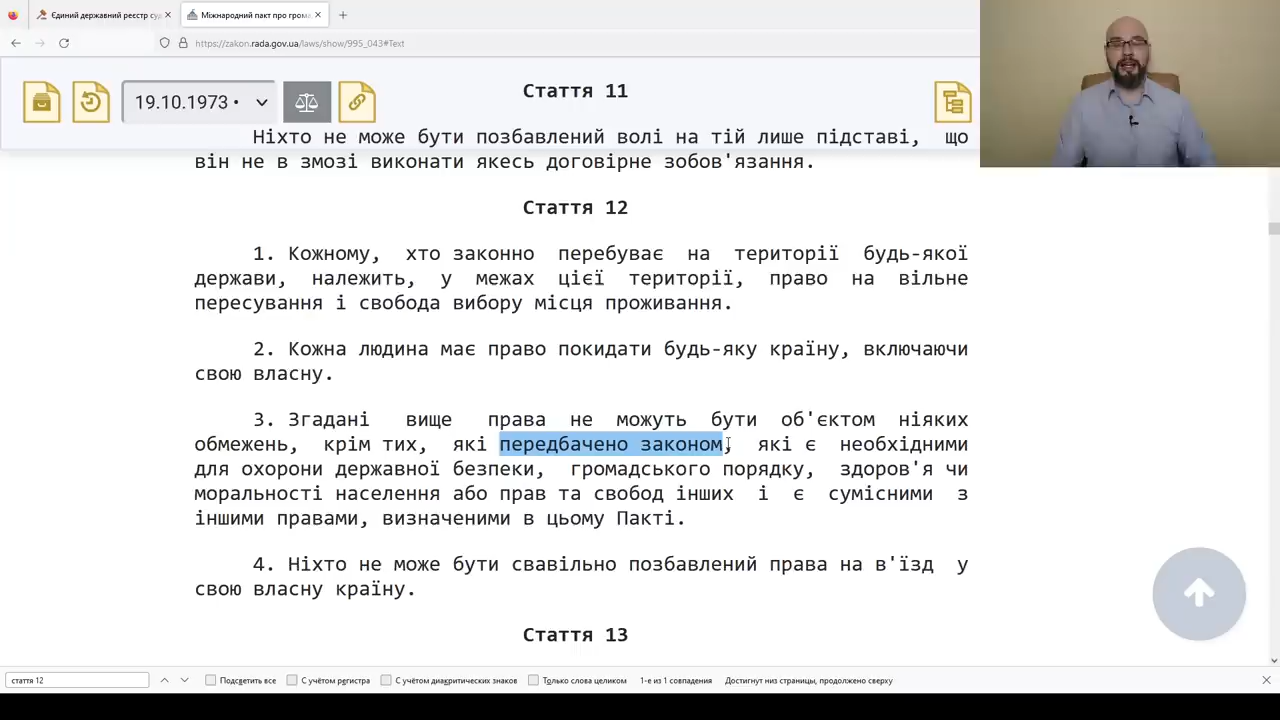 Єдиний державний реєстр суд
Міжнародний пакт про грома
https://zakon.rada.gov.ua/laws/show/995_043#Text
19.10.1973 •
Стаття 11
Ніхто не може бути позбавлений волі на тій лише підставі, що
він не в змозі виконати якесь договірне зобов'язання.
Стаття 12
1. Кожному, хто законно перебуває на території будь-якої
держави, належить, у межах цієї території, право на вільне
пересування і свобода вибору місця проживання.
2. Кожна людина має право покидати будь-яку країну, включаючи
свою власну.
3. Згадані вище права не можуть бути об'єктом ніяких
обмежень, крім тих, які передбачено законом, які є необхідними
для охорони державної безпеки, громадського порядку, здоров'я чи
моральності населення або прав та свобод інших і є сумісними з
іншими правами, визначеними в цьому Пакті.
4. Ніхто не може бути свавільно позбавлений права на в'їзд у
свою власну країну.
Стаття 13
стаття 12
Подсветить все
С учётом регистра
С учётом диакритических знаков
Только слова целиком
1-е из 1 совпадения
Достигнут низ страницы, продолжено сверху